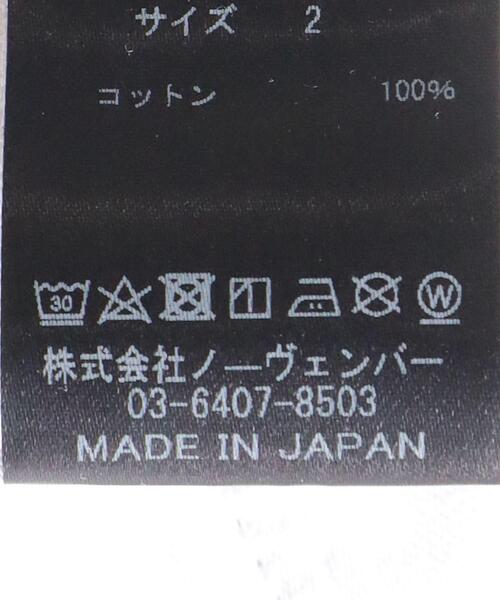 サイズ 2
コットン 100%
30 W
株式会社ノーヴェンバー
03-6407-8503
MADE IN JAPAN